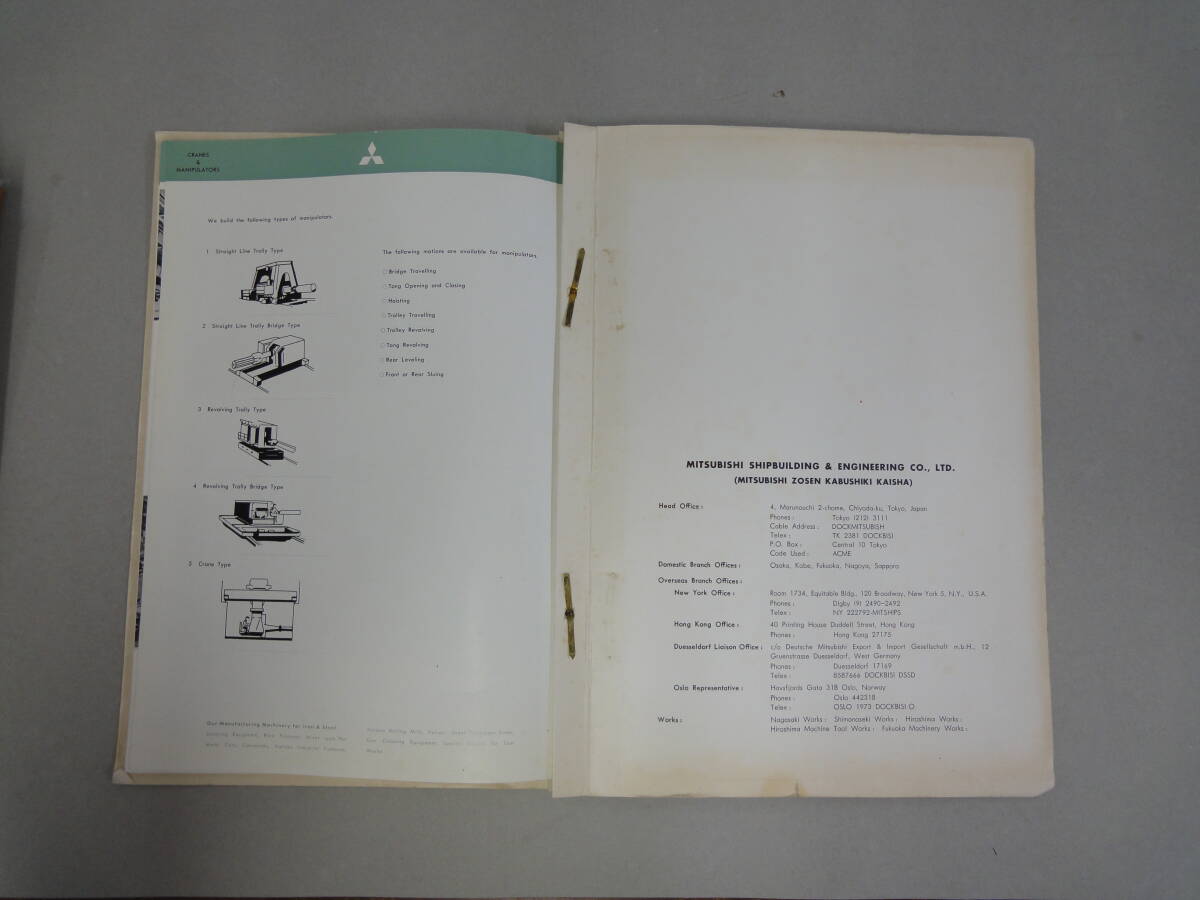 CRANES
&
MANIPULATORS
We build the following types of manipulators.
1 Straight Line Trally Type
2 Straight Line Trally Bridge Type
3 Revolving Trally Type
4 Revolving Trally Bridge Type
5 Crane Type
The following motions are available for manipulators.
Bridge Travelling
Tong Opening and Closing
Hoisting
Trolley Travelling
Trolley Revolving
Tong Revolving
Rear Leveling
Front or Rear Sluing
Our Manufacturing Machinery for Iron & Steel
MITSUBISHI SHIPBUILDING & ENGINEERING CO., LTD.
(MITSUBISHI ZOSEN KABUSHIKI KAISHA)
Head Office : 4, Marunouchi 2-chome, Chiyoda-ku, Tokyo, Japan
Phones : Tokyo (212) 3111
Cable Address : DOCKMITSUBISH
Telex : TK 2381 DOCKBISI
P.O. Box : Central 10 Tokyo
Code Used : ACME
Domestic Branch Offices : Osaka, Kobe, Fukuoka, Nagoya, Sapporo
Overseas Branch Offices :
New York Office : Room 1734, Equitable Bldg., 120 Broadway, New York 5, N.Y., U.S.A.
Phones : Digby (9) 2490-2492
Telex : NY 222792-MITSHIPS
Hong Kong Office : 40 Printing House Duddell Street, Hong Kong
Phones : Hong Kong 27175
Duesseldorf Liaison Office : c/o Deutsche Mitsubishi Export & Import Gesellschaft m.b.H., 12
Gruenstrasse Duesseldorf, West Germany
Phones : Duesseldorf 17169
Telex : 8587666 DOCKBISI DSSD
Oslo Representative : Havsfjords Gata 31B Oslo, Norway
Phones : Oslo 442318
Telex : OSLO 1973 DOCKBISI O
Works : Nagasaki Works : Shimonoseki Works : Hiroshima Works :
Hiroshima Machine Tool Works : Fukuoka Machinery Works :